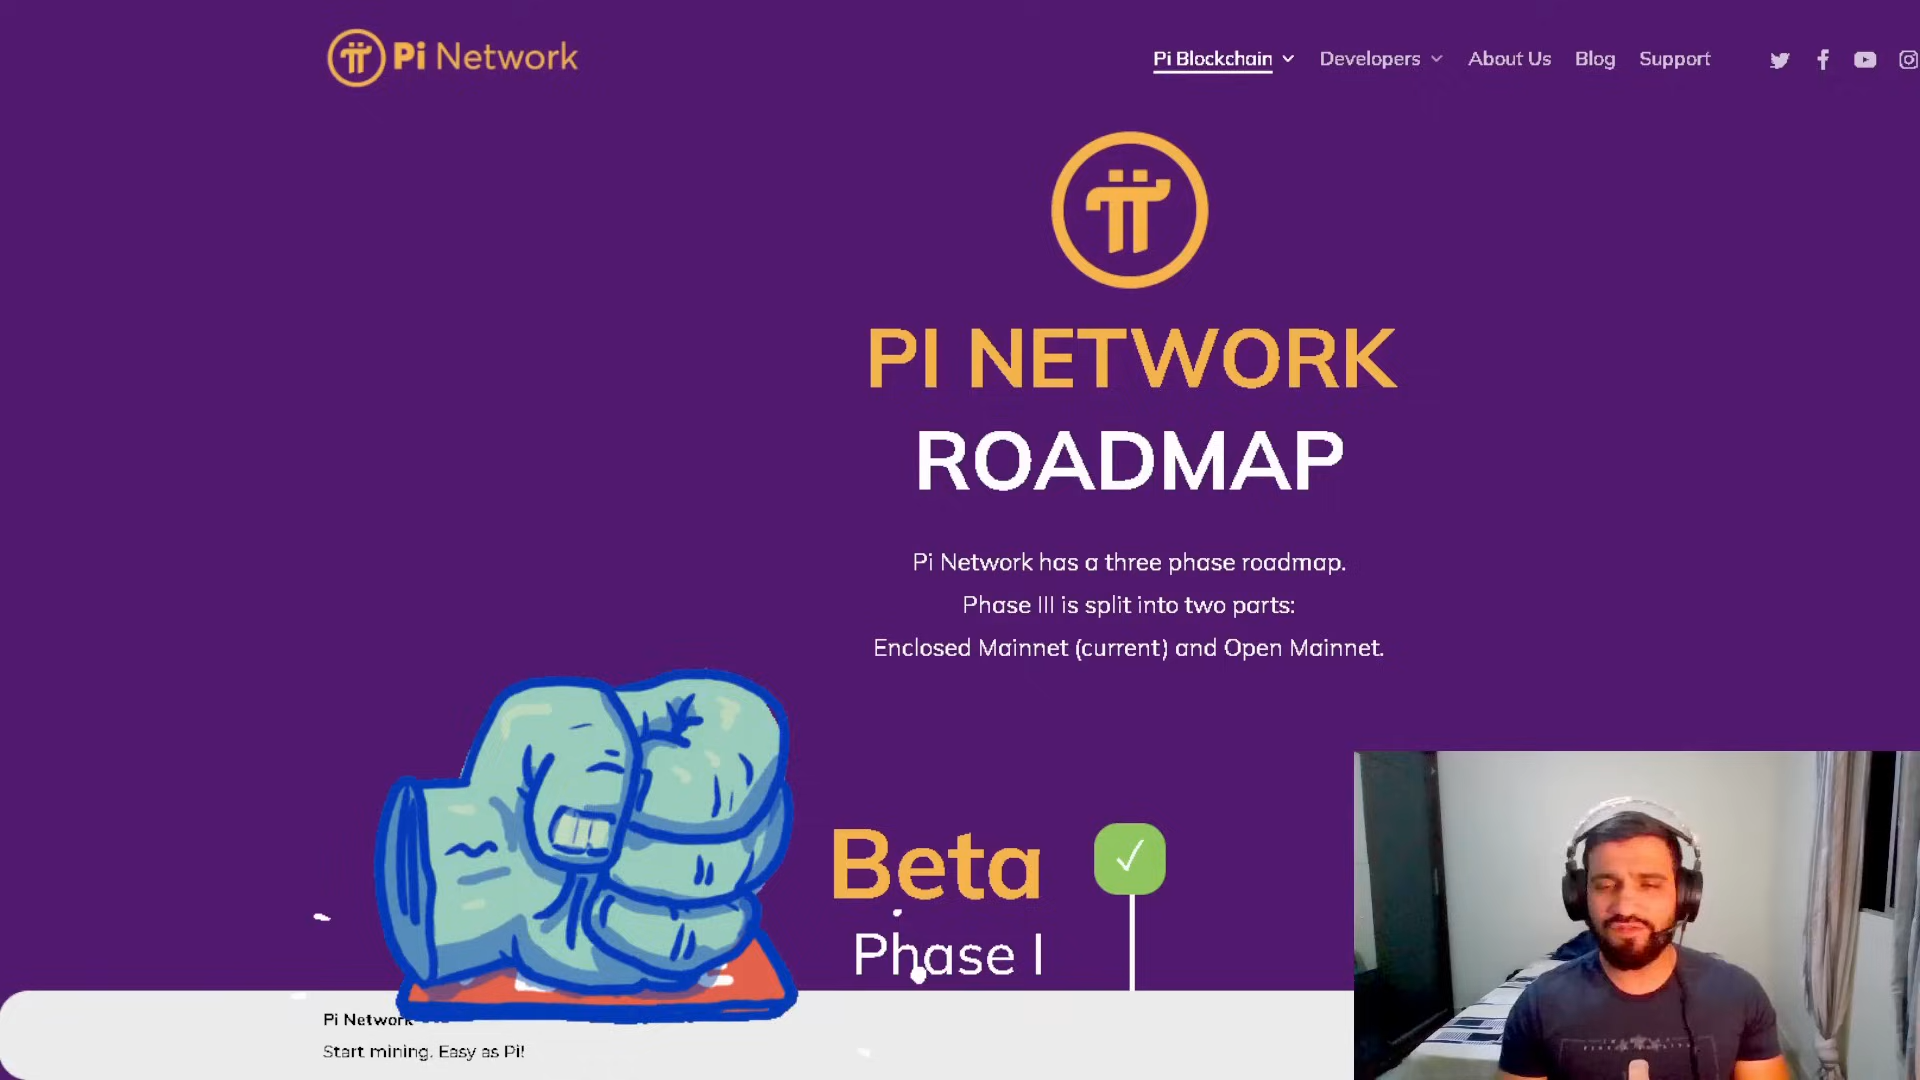 Pi Network
Pi Blockchain
Developers
About Us
Blog
Support
PI NETWORK
ROADMAP
Pi Network has a three phase roadmap.
Phase III is split into two parts:
Enclosed Mainnet (current) and Open Mainnet.
Beta
Phase I
Pi Network
Start mining. Easy as Pi!